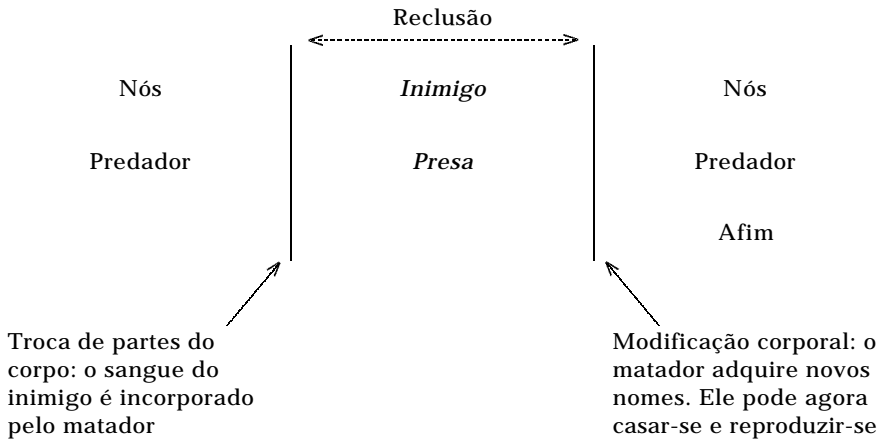 Reclusão
Nós Inimigo Nós
Predador Presa Predador
Afim
Troca de partes do
corpo: o sangue do
inimigo é incorporado
pelo matador
Modificação corporal: o
matador adquire novos
nomes. Ele pode agora
casar-se e reproduzir-se